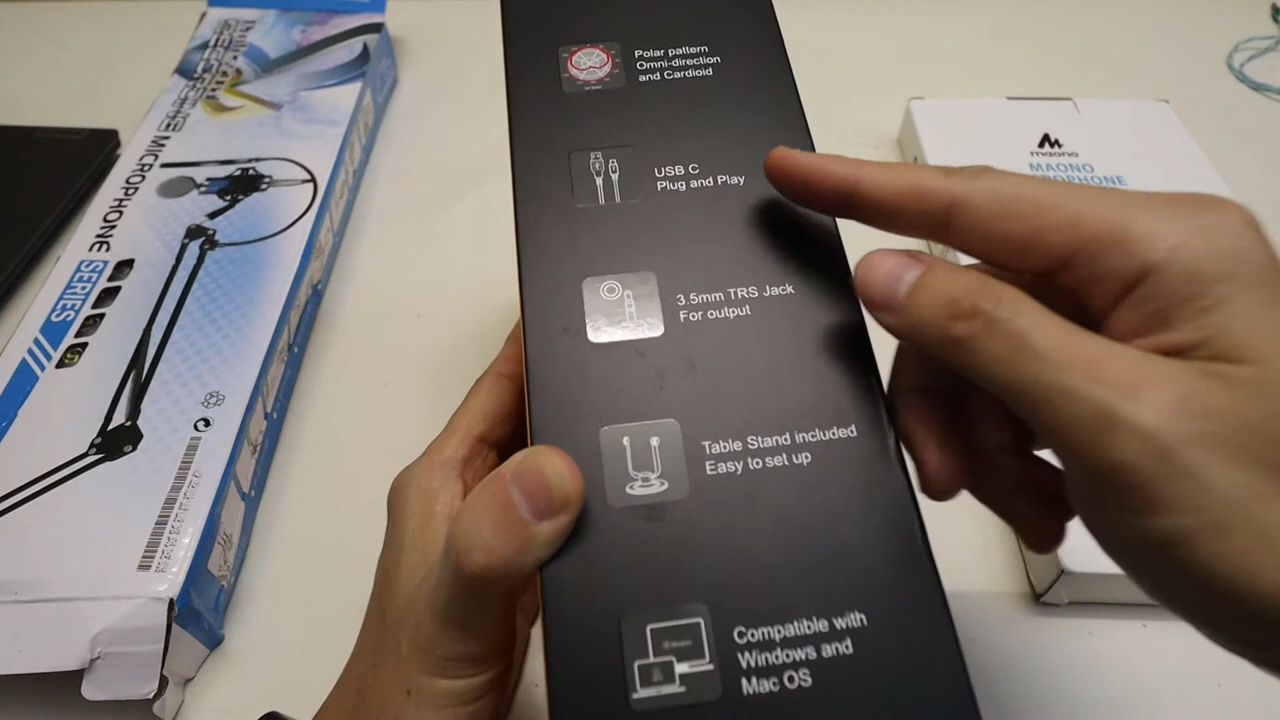 MICROPHONE
SERIES
Polar pattern
Omni-direction
and Cardioid
USB C
Plug and Play
3.5mm TRS Jack
For output
Table Stand included
Easy to set up
Compatible with
Windows and
Mac OS
maono
MAONO